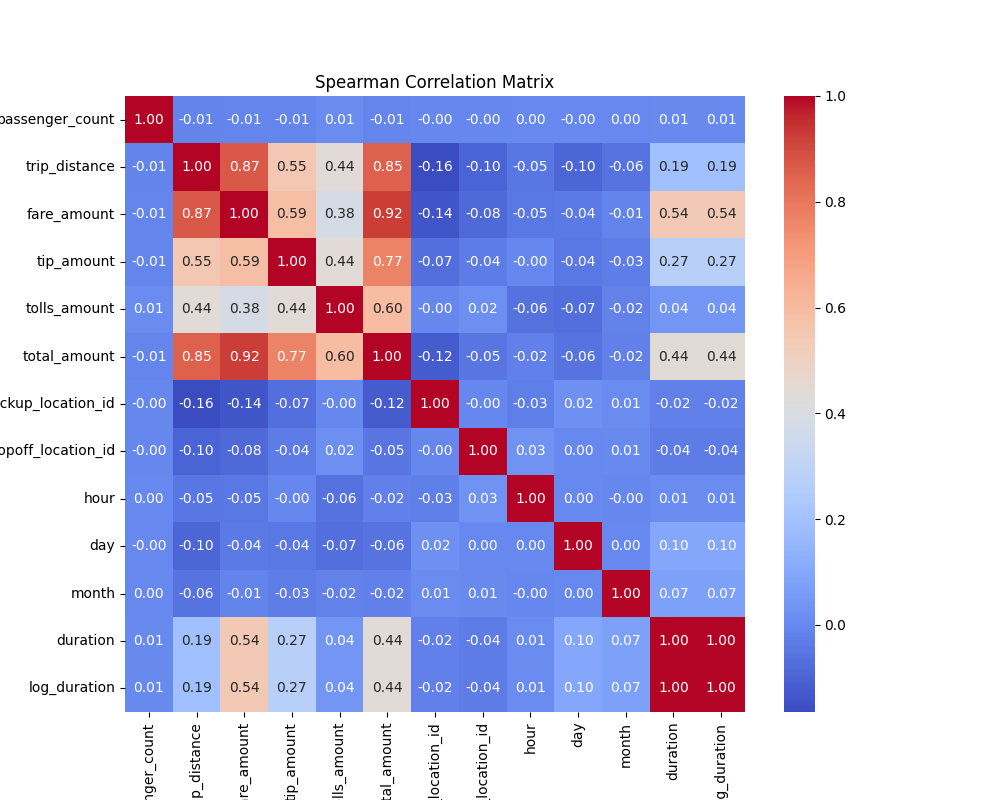 Spearman Correlation Matrix
passenger_count 1.00 -0.01 -0.01 -0.01 0.01 -0.01 -0.00 -0.00 0.00 -0.00 0.00 0.01 0.01
trip_distance -0.01 1.00 0.87 0.55 0.44 0.85 -0.16 -0.10 -0.05 -0.10 -0.06 0.19 0.19
fare_amount -0.01 0.87 1.00 0.59 0.38 0.92 -0.14 -0.08 -0.05 -0.04 -0.01 0.54 0.54
tip_amount -0.01 0.55 0.59 1.00 0.44 0.77 -0.07 -0.04 -0.00 -0.04 -0.03 0.27 0.27
tolls_amount 0.01 0.44 0.38 0.44 1.00 0.60 -0.00 0.02 -0.06 -0.07 -0.02 0.04 0.04
total_amount -0.01 0.85 0.92 0.77 0.60 1.00 -0.12 -0.05 -0.02 -0.06 -0.02 0.44 0.44
ckup_location_id -0.00 -0.16 -0.14 -0.07 -0.00 -0.12 1.00 -0.00 -0.03 0.02 0.01 -0.02 -0.02
opoff_location_id -0.00 -0.10 -0.08 -0.04 0.02 -0.05 -0.00 1.00 0.03 0.00 0.01 -0.04 -0.04
hour 0.00 -0.05 -0.05 -0.00 -0.06 -0.02 -0.03 0.03 1.00 0.00 -0.00 0.01 0.01
day -0.00 -0.10 -0.04 -0.04 -0.07 -0.06 0.02 0.00 0.00 1.00 0.00 0.10 0.10
month 0.00 -0.06 -0.01 -0.03 -0.02 -0.02 0.01 0.01 -0.00 0.00 1.00 0.07 0.07
duration 0.01 0.19 0.54 0.27 0.04 0.44 -0.02 -0.04 0.01 0.10 0.07 1.00 1.00
log_duration 0.01 0.19 0.54 0.27 0.04 0.44 -0.02 -0.04 0.01 0.10 0.07 1.00 1.00
nger_count
p_distance
re_amount
tip_amount
lls_amount
tal_amount
_location_id
_location_id
hour
day
month
duration
g_duration
1.0
0.8
0.6
0.4
0.2
0.0